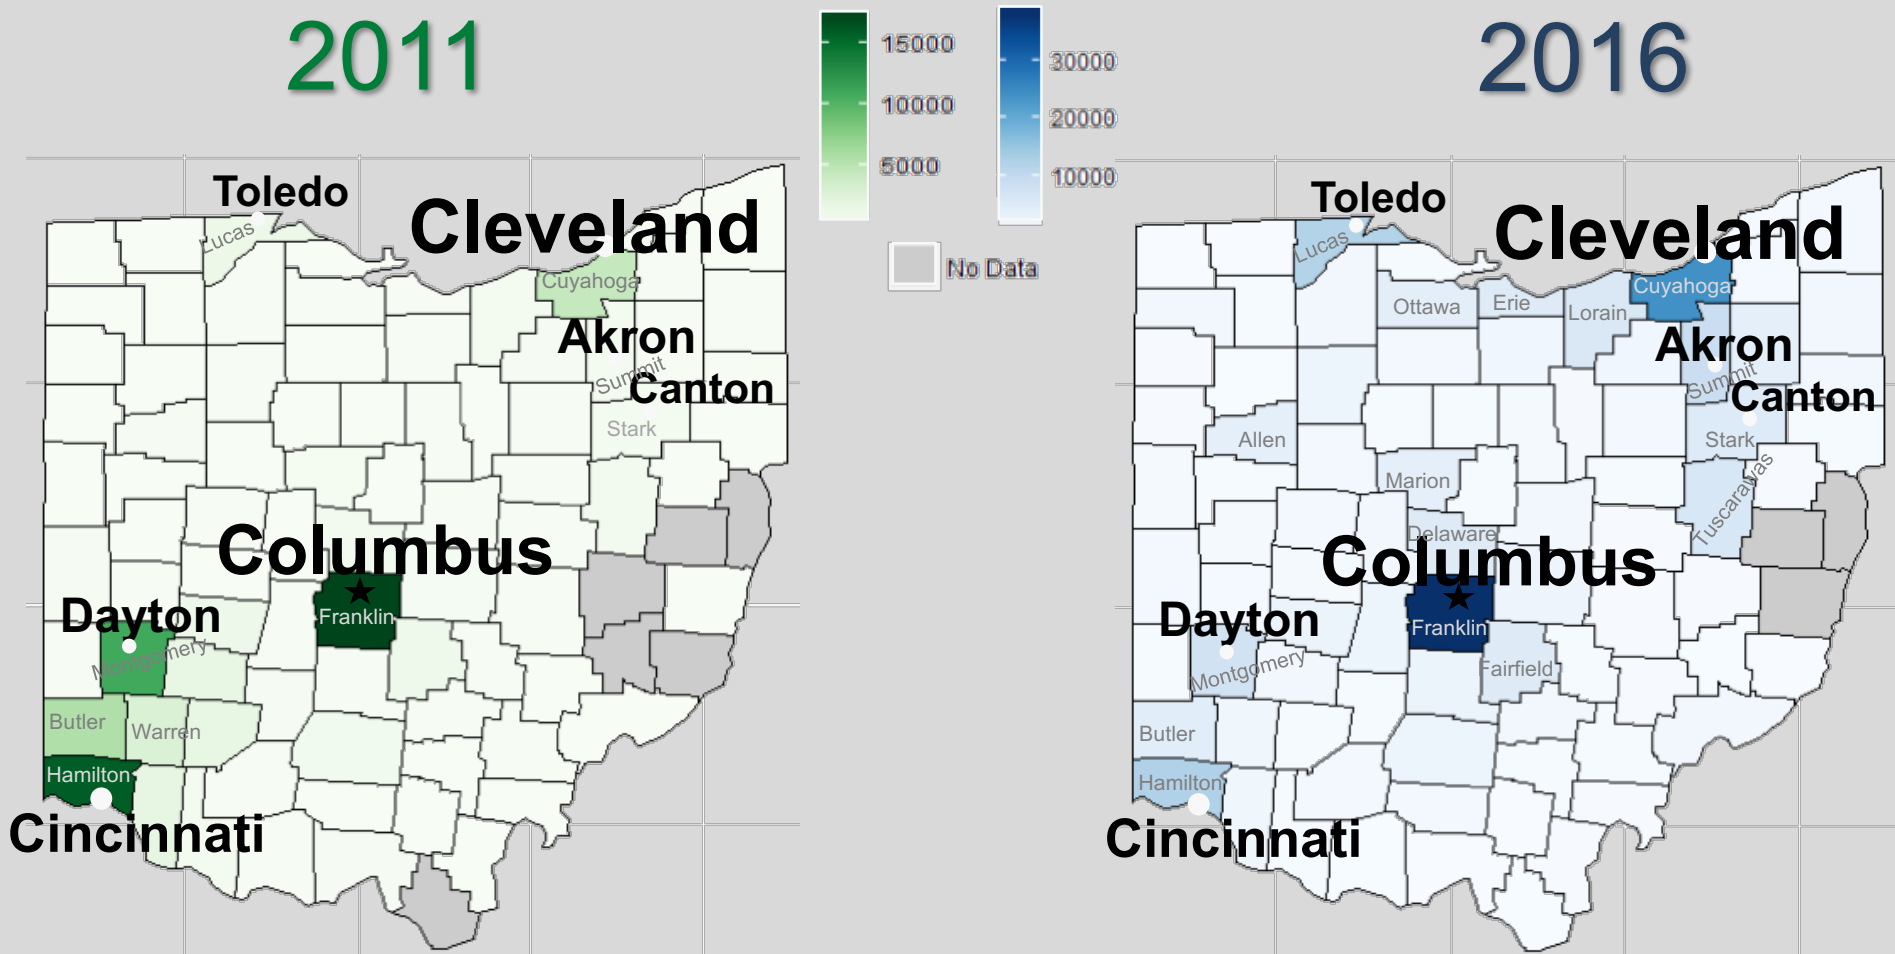 2011
15000
10000
5000
30000
20000
10000
No Data
2016
Toledo
Lucas
Cleveland
Cuyahoga
Akron
Summit
Canton
Stark
Columbus
Franklin
Dayton
Montgomery
Butler
Warren
Hamilton
Cincinnati
Toledo
Lucas
Cleveland
Cuyahoga
Ottawa
Erie
Lorain
Akron
Summit
Canton
Stark
Allen
Marion
Tuscarawas
Delaware
Columbus
Franklin
Dayton
Montgomery
Fairfield
Butler
Hamilton
Cincinnati